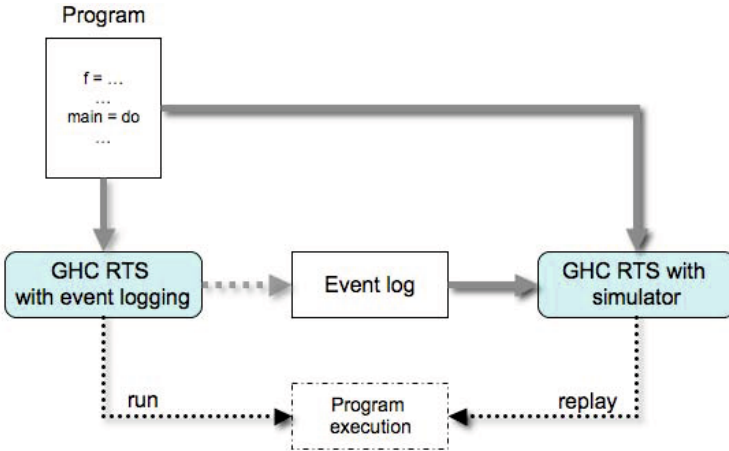 Program
f = ...
...
main = do
...
GHC RTS
with event logging
Event log
GHC RTS with
simulator
run
Program
execution
replay